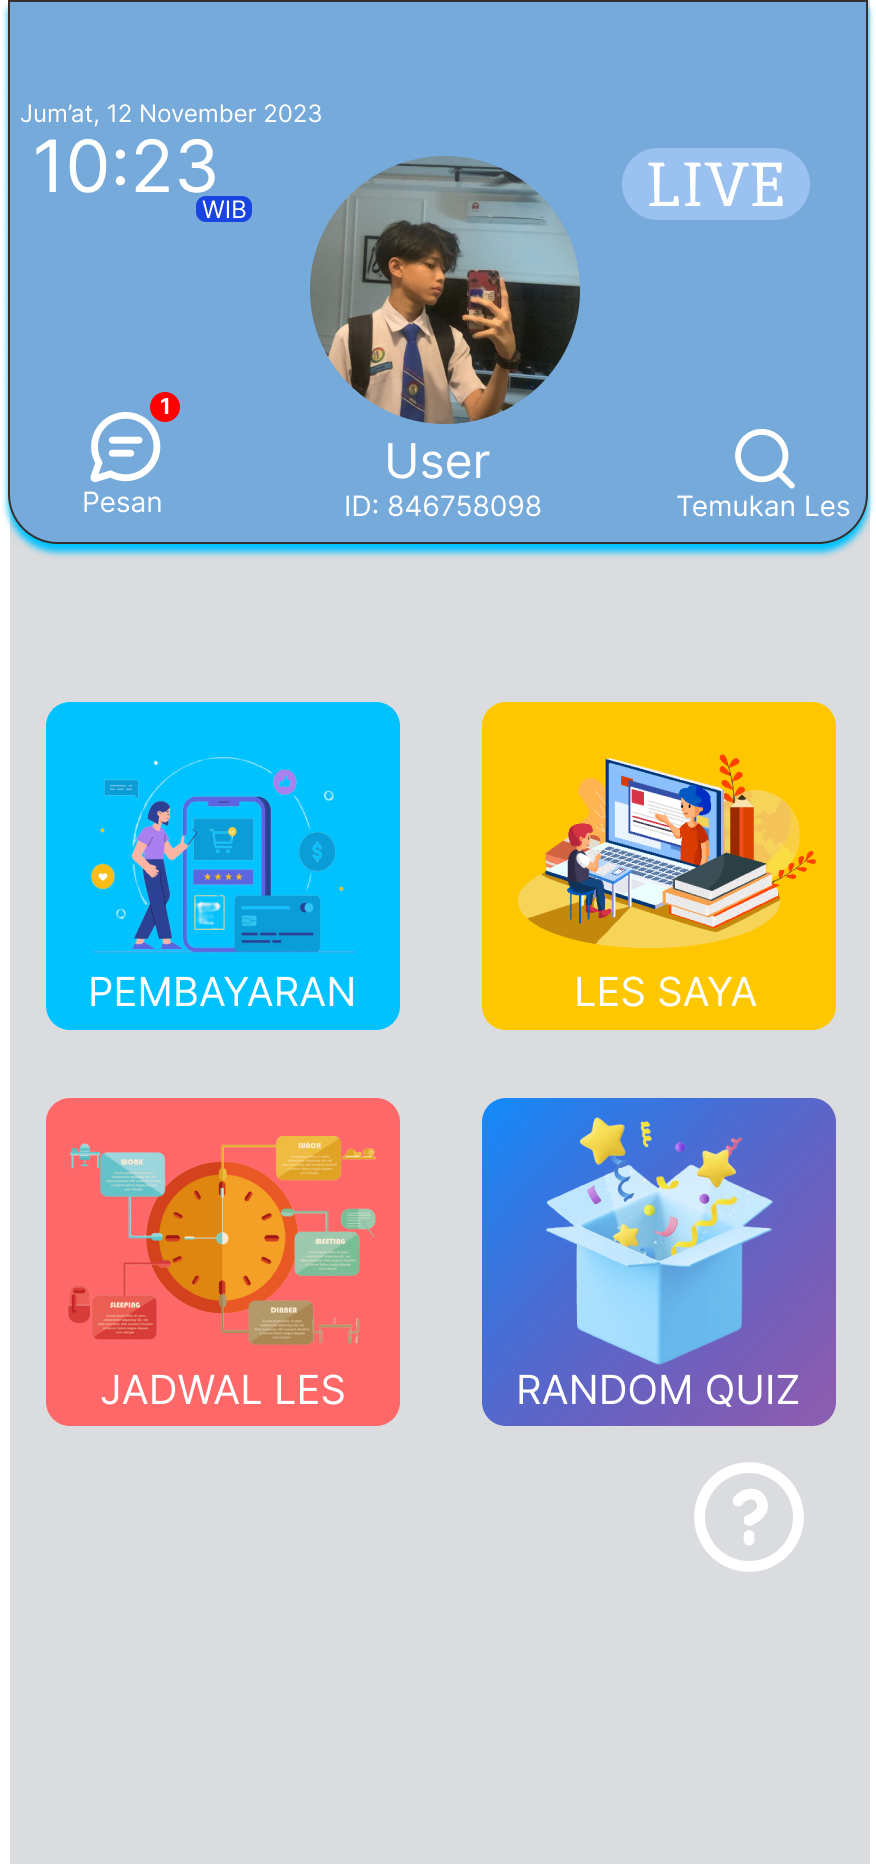 Jum’at, 12 November 2023
10:23
WIB
LIVE
1
Pesan
User
ID: 846758098
Temukan Les
PEMBAYARAN
LES SAYA
WORK
MEETING
SLEEPING
DINNER
JADWAL LES
RANDOM QUIZ
?